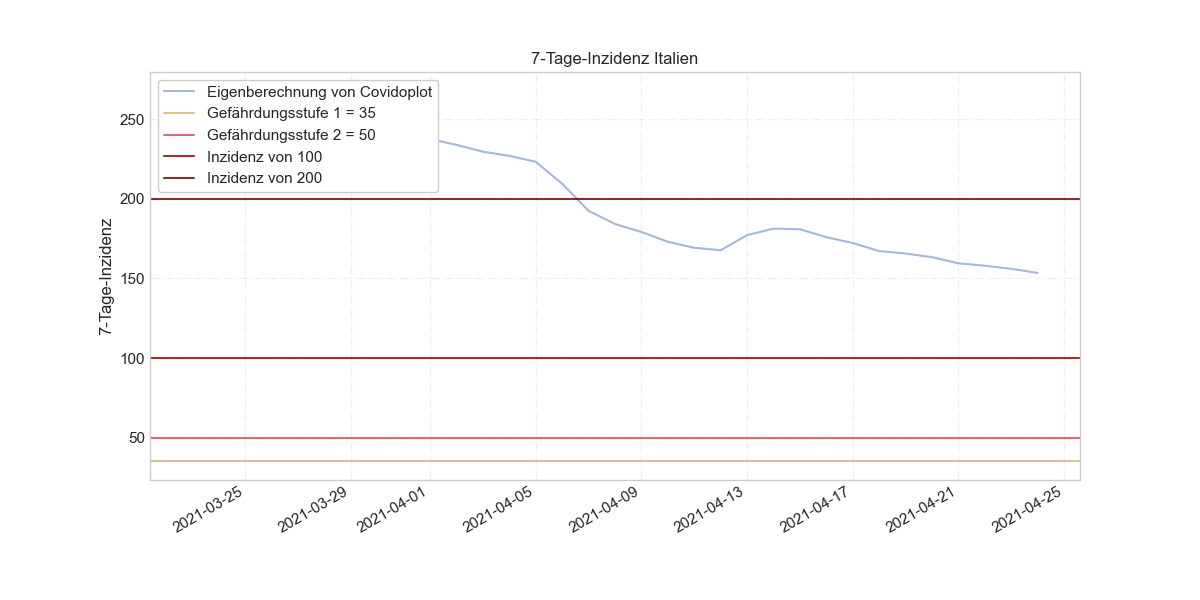 7-Tage-Inzidenz Italien
Eigenberechnung von Covidoplot
Gefährdungsstufe 1 = 35
Gefährdungsstufe 2 = 50
Inzidenz von 100
Inzidenz von 200
7-Tage-Inzidenz
250
200
150
100
50
2021-03-25
2021-03-29
2021-04-01
2021-04-05
2021-04-09
2021-04-13
2021-04-17
2021-04-21
2021-04-25